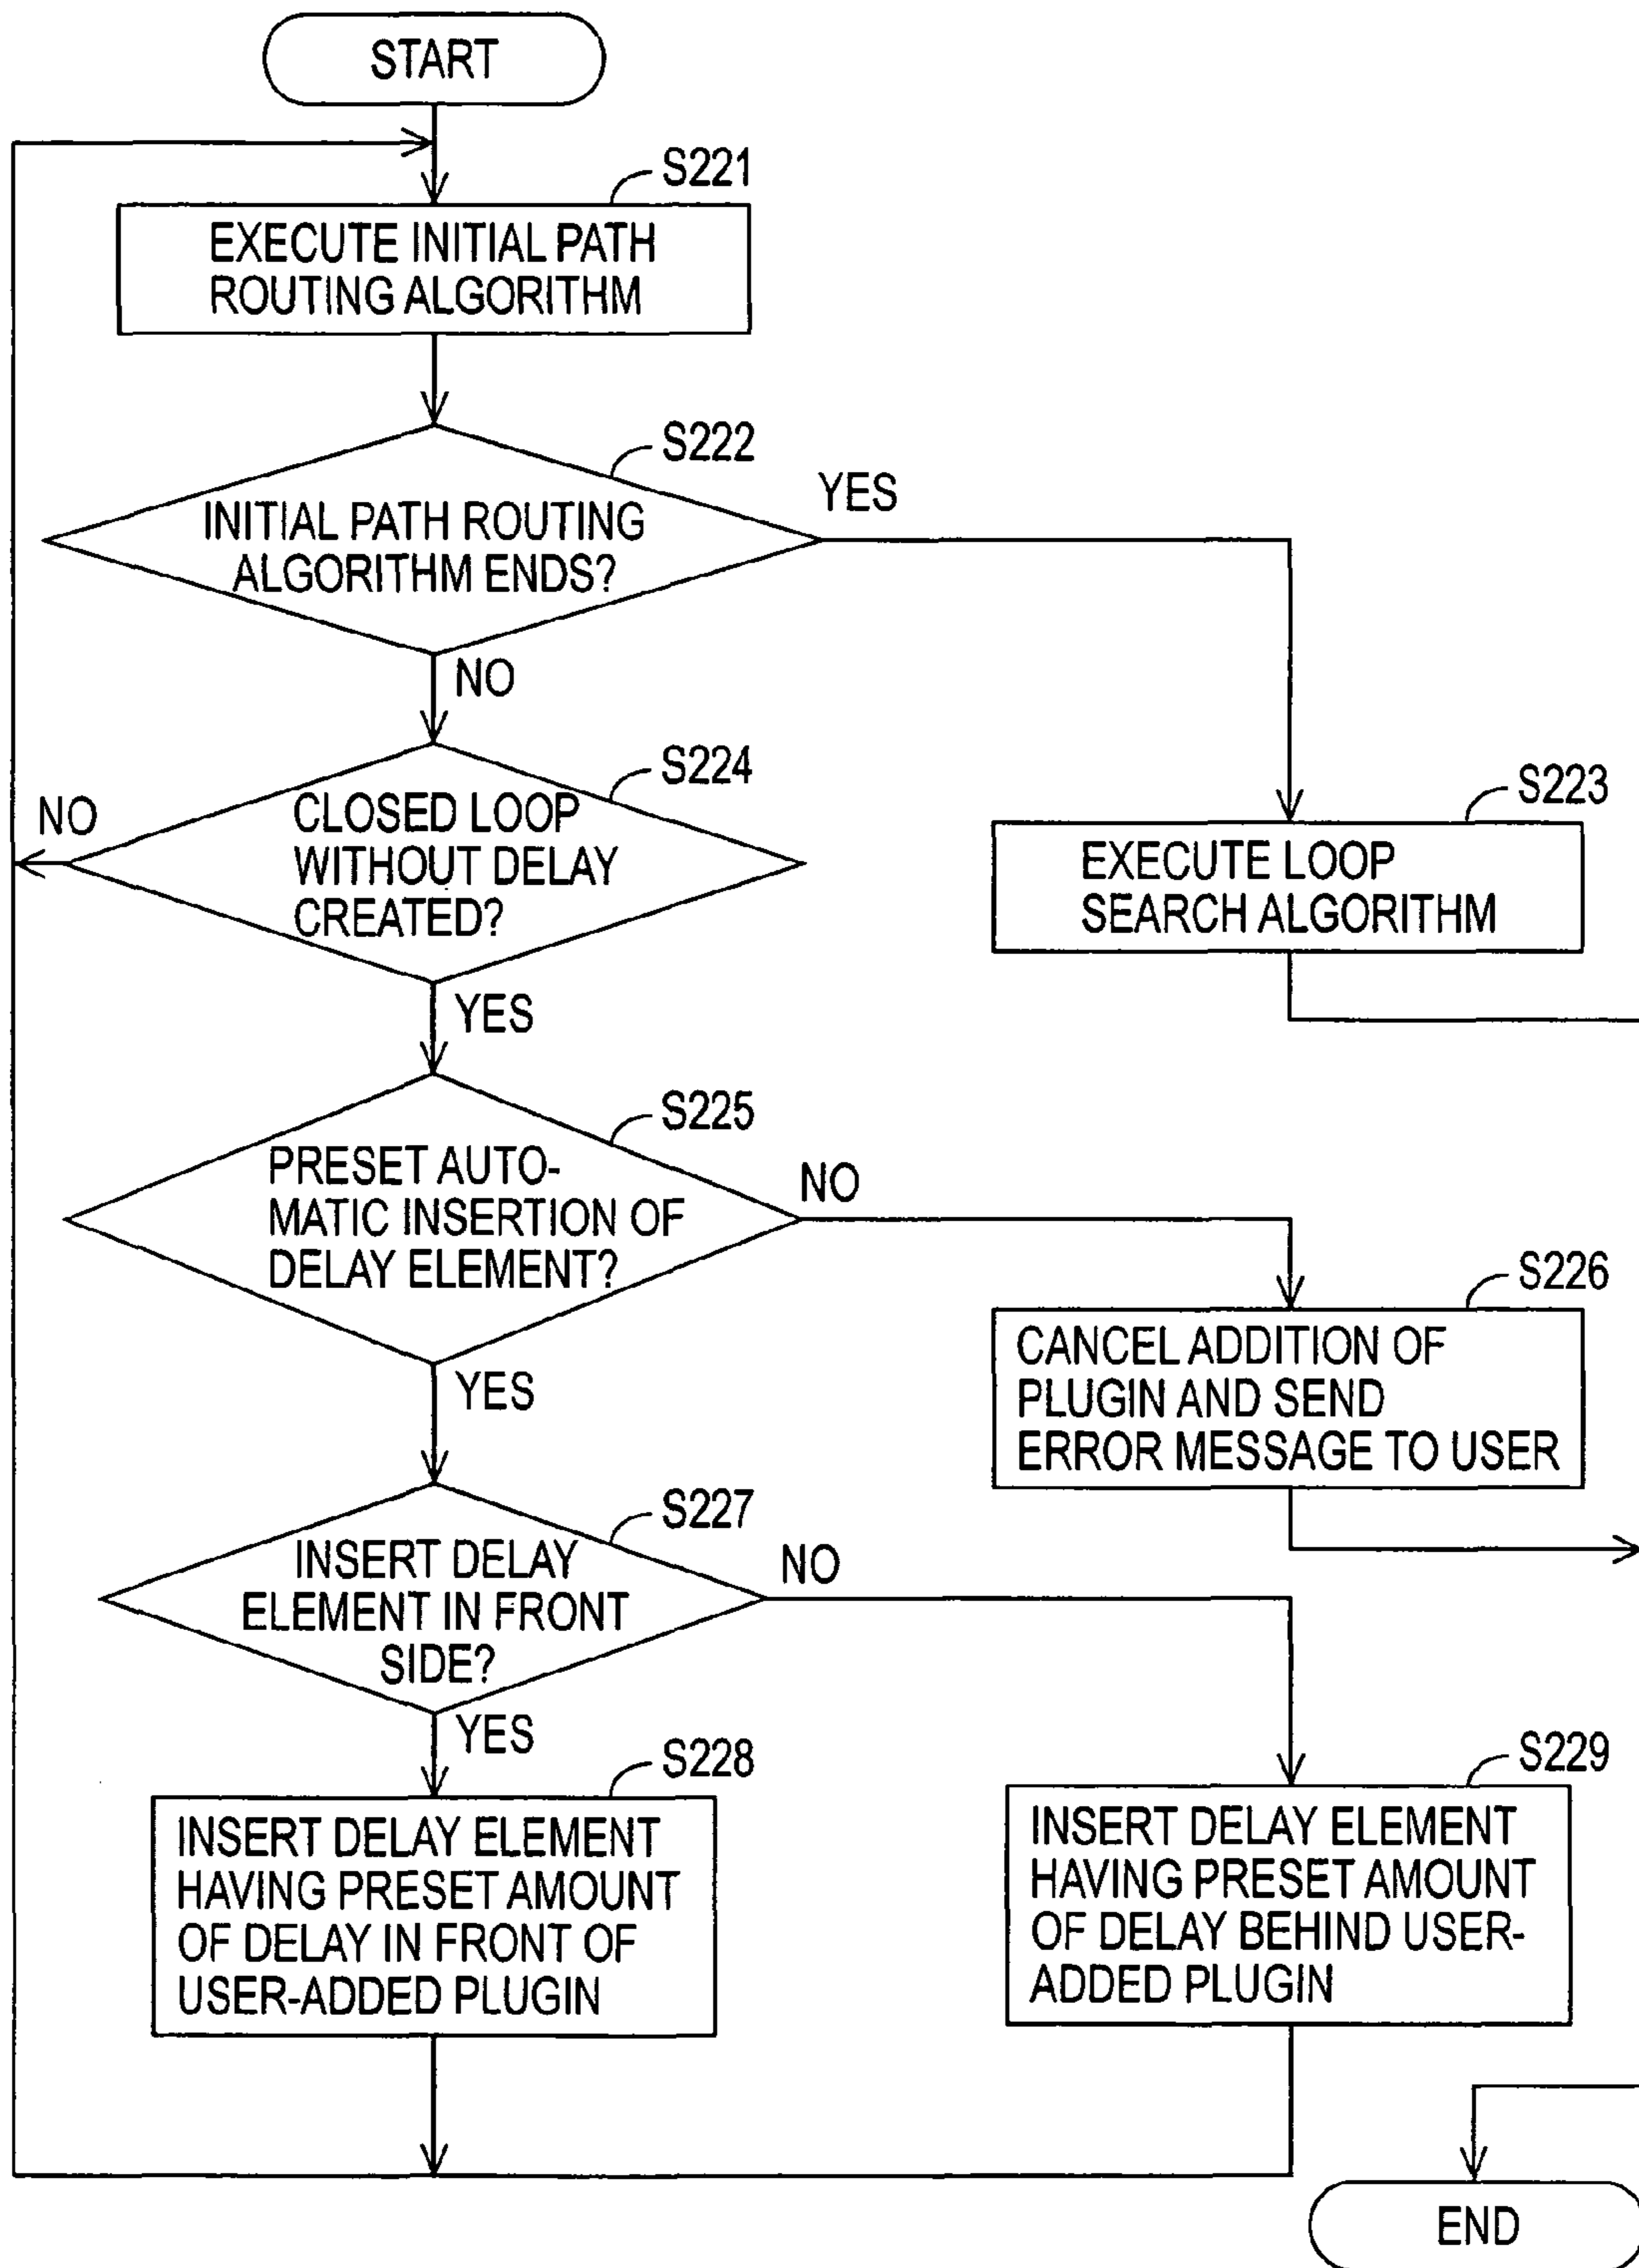 START
S221
EXECUTE INITIAL PATH
ROUTING ALGORITHM
S222
YES
INITIAL PATH ROUTING
ALGORITHM ENDS?
NO
S224
NO
CLOSED LOOP
WITHOUT DELAY
CREATED?
YES
S223
EXECUTE LOOP
SEARCH ALGORITHM
S225
PRESET AUTO-
MATIC INSERTION OF
DELAY ELEMENT?
NO
YES
S226
CANCEL ADDITION OF
PLUGIN AND SEND
ERROR MESSAGE TO USER
S227
INSERT DELAY
ELEMENT IN FRONT
SIDE?
NO
YES
S228
INSERT DELAY ELEMENT
HAVING PRESET AMOUNT
OF DELAY IN FRONT OF
USER-ADDED PLUGIN
S229
INSERT DELAY ELEMENT
HAVING PRESET AMOUNT
OF DELAY BEHIND USER-
ADDED PLUGIN
END